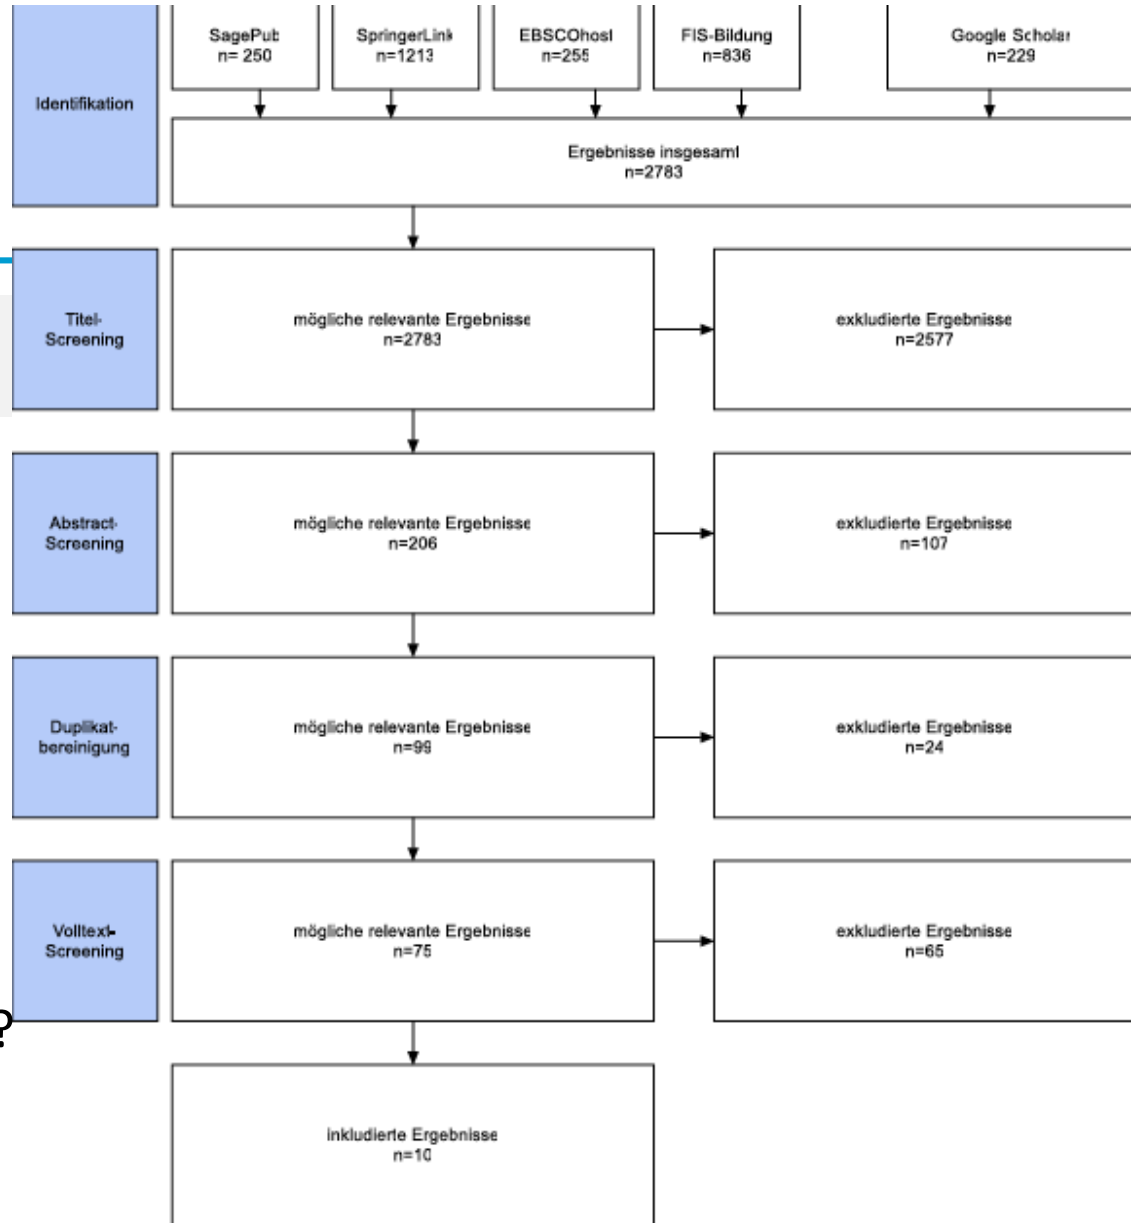 SagePub
n= 250
SpringerLink
n=1213
EBSCOhost
n=255
FIS-Bildung
n=836
Google Scholar
n=229
Identifikation
Ergebnisse insgesamt
n=2783
Titel-
Screening
mögliche relevante Ergebnisse
n=2783
exkludierte Ergebnisse
n=2577
Abstract-
Screening
mögliche relevante Ergebnisse
n=206
exkludierte Ergebnisse
n=107
Duplikat-
bereinigung
mögliche relevante Ergebnisse
n=99
exkludierte Ergebnisse
n=24
Volltext-
Screening
mögliche relevante Ergebnisse
n=75
exkludierte Ergebnisse
n=65
?
inkludierte Ergebnisse
n=10